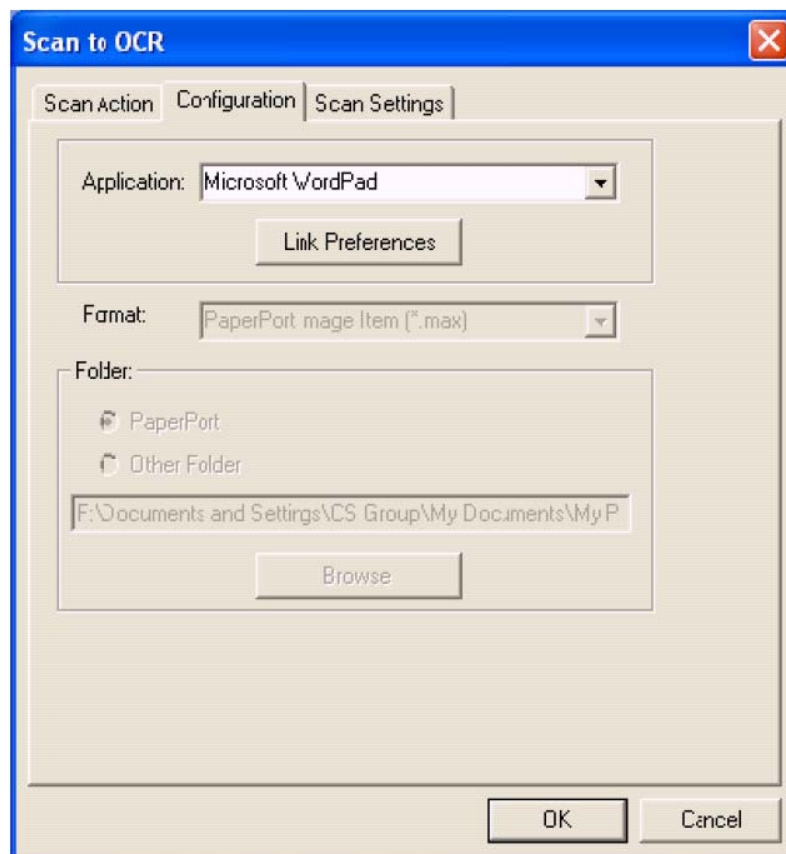 Scan to OCR
Scan Action Configuration Scan Settings
Application: Microsoft WordPad
Link Preferences
Format: PaperPort mage Item (*.max)
Folder:
PaperPort
Other Folder
F:\Documents and Settings\CS Group\My Documents\My P
Browse
OK Cancel